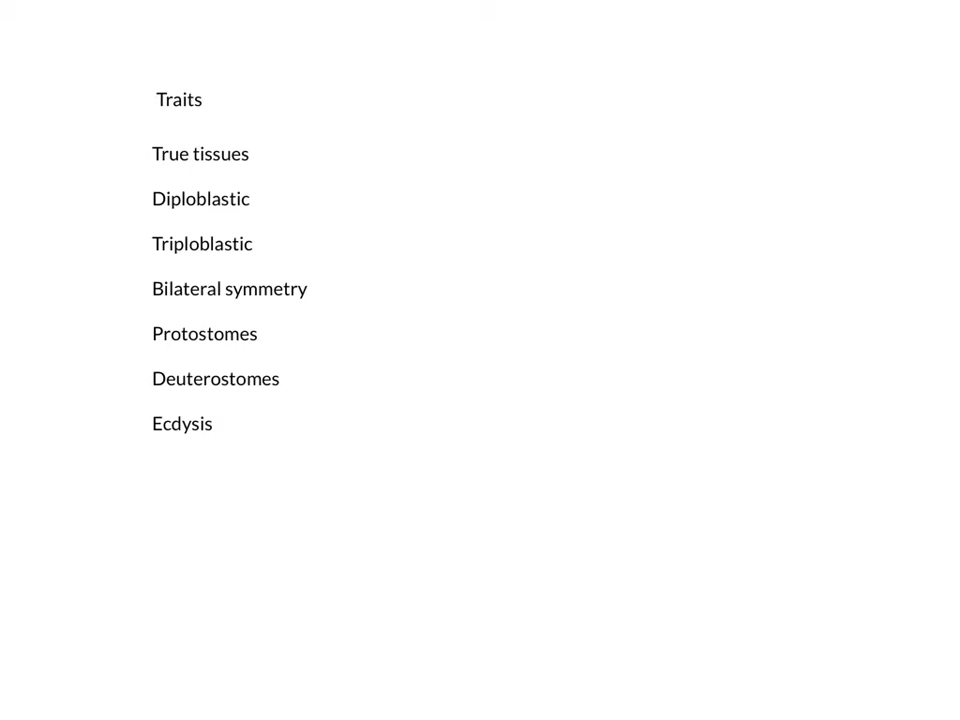 Traits
True tissues
Diploblastic
Triploblastic
Bilateral symmetry
Protostomes
Deuterostomes
Ecdysis